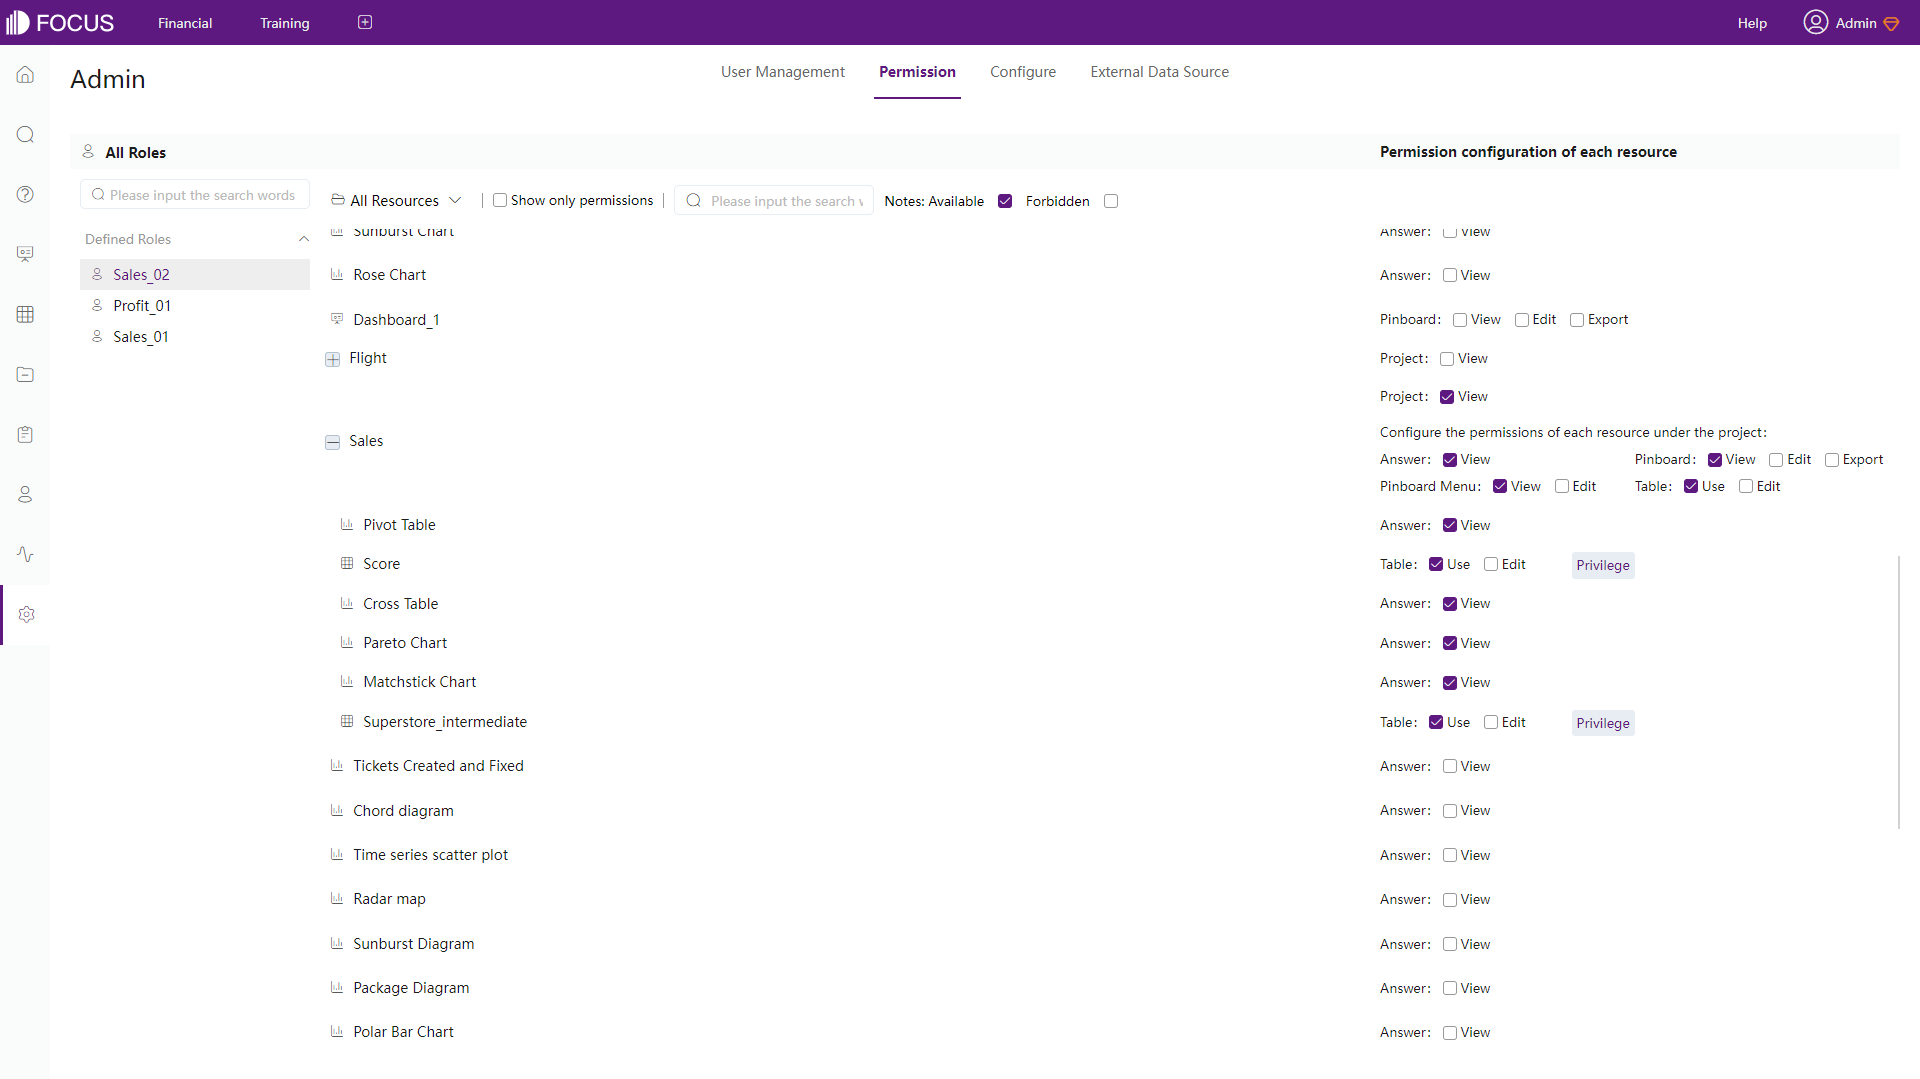 FOCUS Financial Training Help Admin
Admin User Management Permission Configure External Data Source
All Roles Permission configuration of each resource
Please input the search words All Resources Show only permissions Please input the search w Notes: Available Forbidden
Defined Roles
Sales_02
Profit_01
Sales_01
Sunburst Chart Answer: View
Rose Chart Answer: View
Dashboard_1 Pinboard: View Edit Export
Flight Project: View
Project: View
Sales
Configure the permissions of each resource under the project:
Answer: View Pinboard: View Edit Export
Pinboard Menu: View Edit Table: Use Edit
Pivot Table Answer: View
Score Table: Use Edit Privilege
Cross Table Answer: View
Pareto Chart Answer: View
Matchstick Chart Answer: View
Superstore_intermediate Table: Use Edit Privilege
Tickets Created and Fixed Answer: View
Chord diagram Answer: View
Time series scatter plot Answer: View
Radar map Answer: View
Sunburst Diagram Answer: View
Package Diagram Answer: View
Polar Bar Chart Answer: View